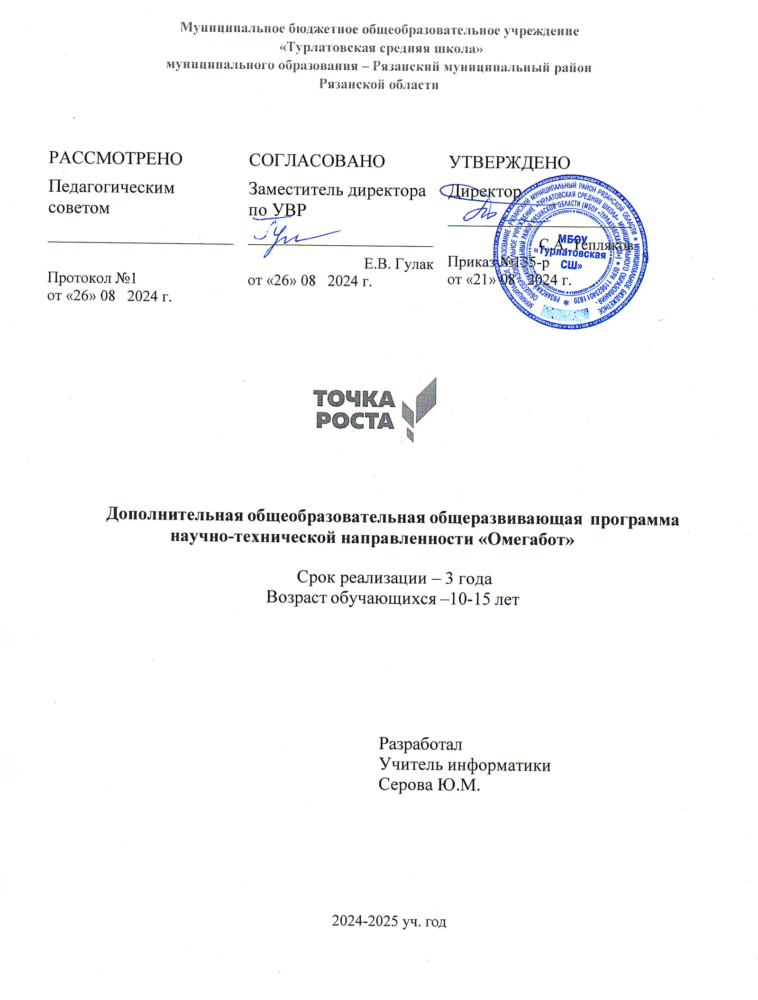 Муниципальное бюджетное общеобразовательное учреждение
«Турлатовская средняя школа»
муниципального образования – Рязанский муниципальный район
Рязанской области
РАССМОТРЕНО
Педагогическим
советом
Протокол №1
от «26» 08 2024 г.
СОГЛАСОВАНО
Заместитель директора
по УВР
Е.В. Гулак
от «26» 08 2024 г.
УТВЕРЖДЕНО
Директор
С.А. Тепляков
Приказ № 135-р
от «21» 08 2024 г.
МБОУ
«Турлатовская
СШ»
ТОЧКА
РОСТА
Дополнительная общеобразовательная общеразвивающая программа
научно-технической направленности «Омегабот»
Срок реализации – 3 года
Возраст обучающихся –10-15 лет
Разработал
Учитель информатики
Серова Ю.М.
2024-2025 уч. год